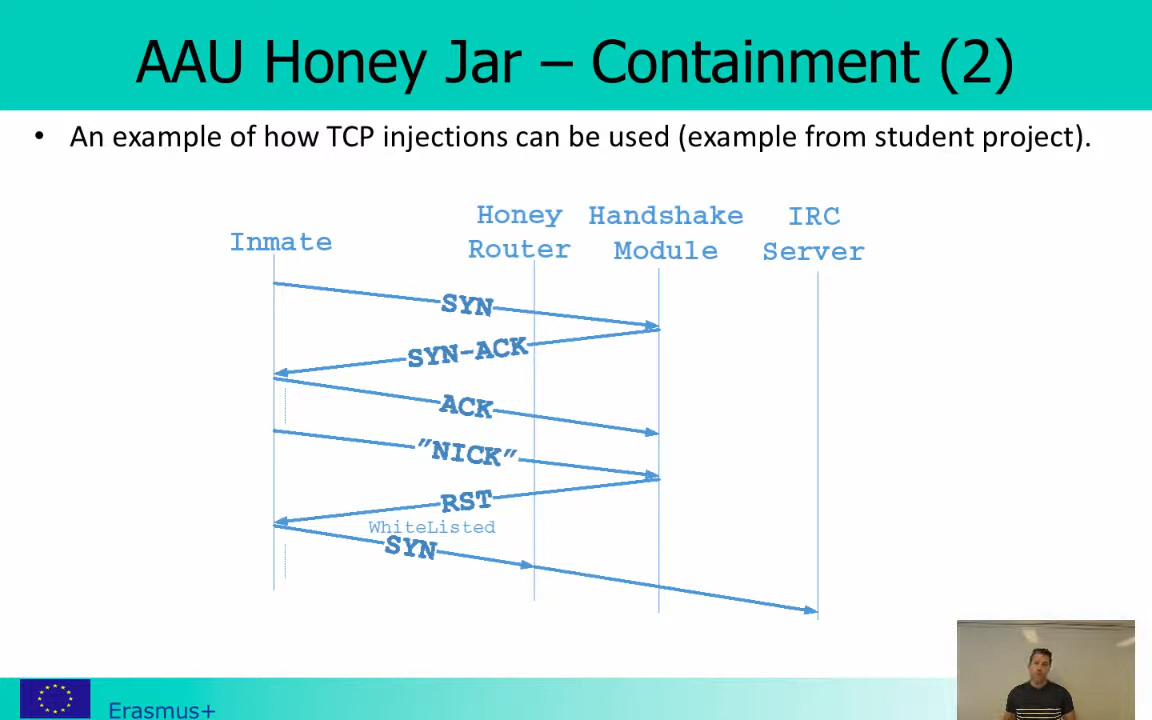 AAU Honey Jar – Containment (2)
• An example of how TCP injections can be used (example from student project).
Inmate
Honey Router
Handshake Module
IRC Server
SYN
SYN-ACK
ACK
”NICK”
RST
WhiteListed
SYN
Erasmus+